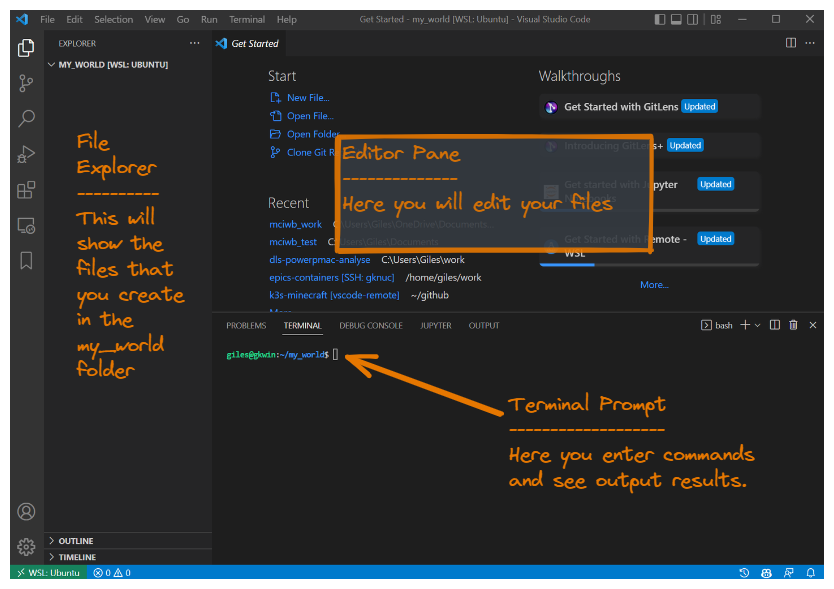 File Edit Selection View Go Run Terminal Help
Get Started - my_world [WSL: Ubuntu] - Visual Studio Code
EXPLORER
MY_WORLD [WSL: UBUNTU]
File
Explorer
----------
This will
show the
files that
you create
in the
my_world
folder
OUTLINE
TIMELINE
Get Started
Start
New File...
Open File...
Open Folder
Clone Git R
Recent
mciwb_work C:\Users\Giles\OneDrive\Documents...
mciwb_test C:\Users\Giles\Documents
dls-powerpmac-analyse C:\Users\Giles\work
epics-containers [SSH: gknuc] /home/giles/work
k3s-minecraft [vscode-remote] ~/github
More...
Walkthroughs
Get Started with GitLens Updated
Introducing GitLens+ Updated
Get started with Jupyter Updated
Get Started with Remote - Updated
WSL
More...
Editor Pane
--------------
Here you will edit your files
PROBLEMS TERMINAL DEBUG CONSOLE JUPYTER OUTPUT
bash
giles@gkwin:~/my_world$
Terminal Prompt
-------------------
Here you enter commands
and see output results.
WSL: Ubuntu 0 0